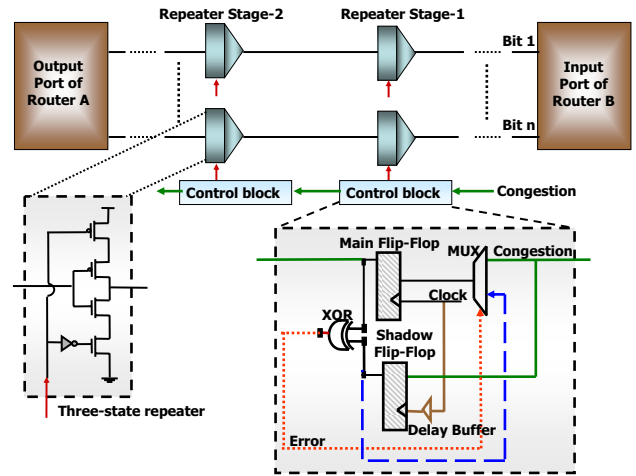 Repeater Stage-2
Repeater Stage-1
Output
Port of
Router A
Bit 1
Input
Port of
Router B
Bit n
Control block
Control block
Congestion
Main Flip-Flop
MUX
Congestion
Clock
XOR
Shadow
Flip-Flop
Three-state repeater
Delay Buffer
Error